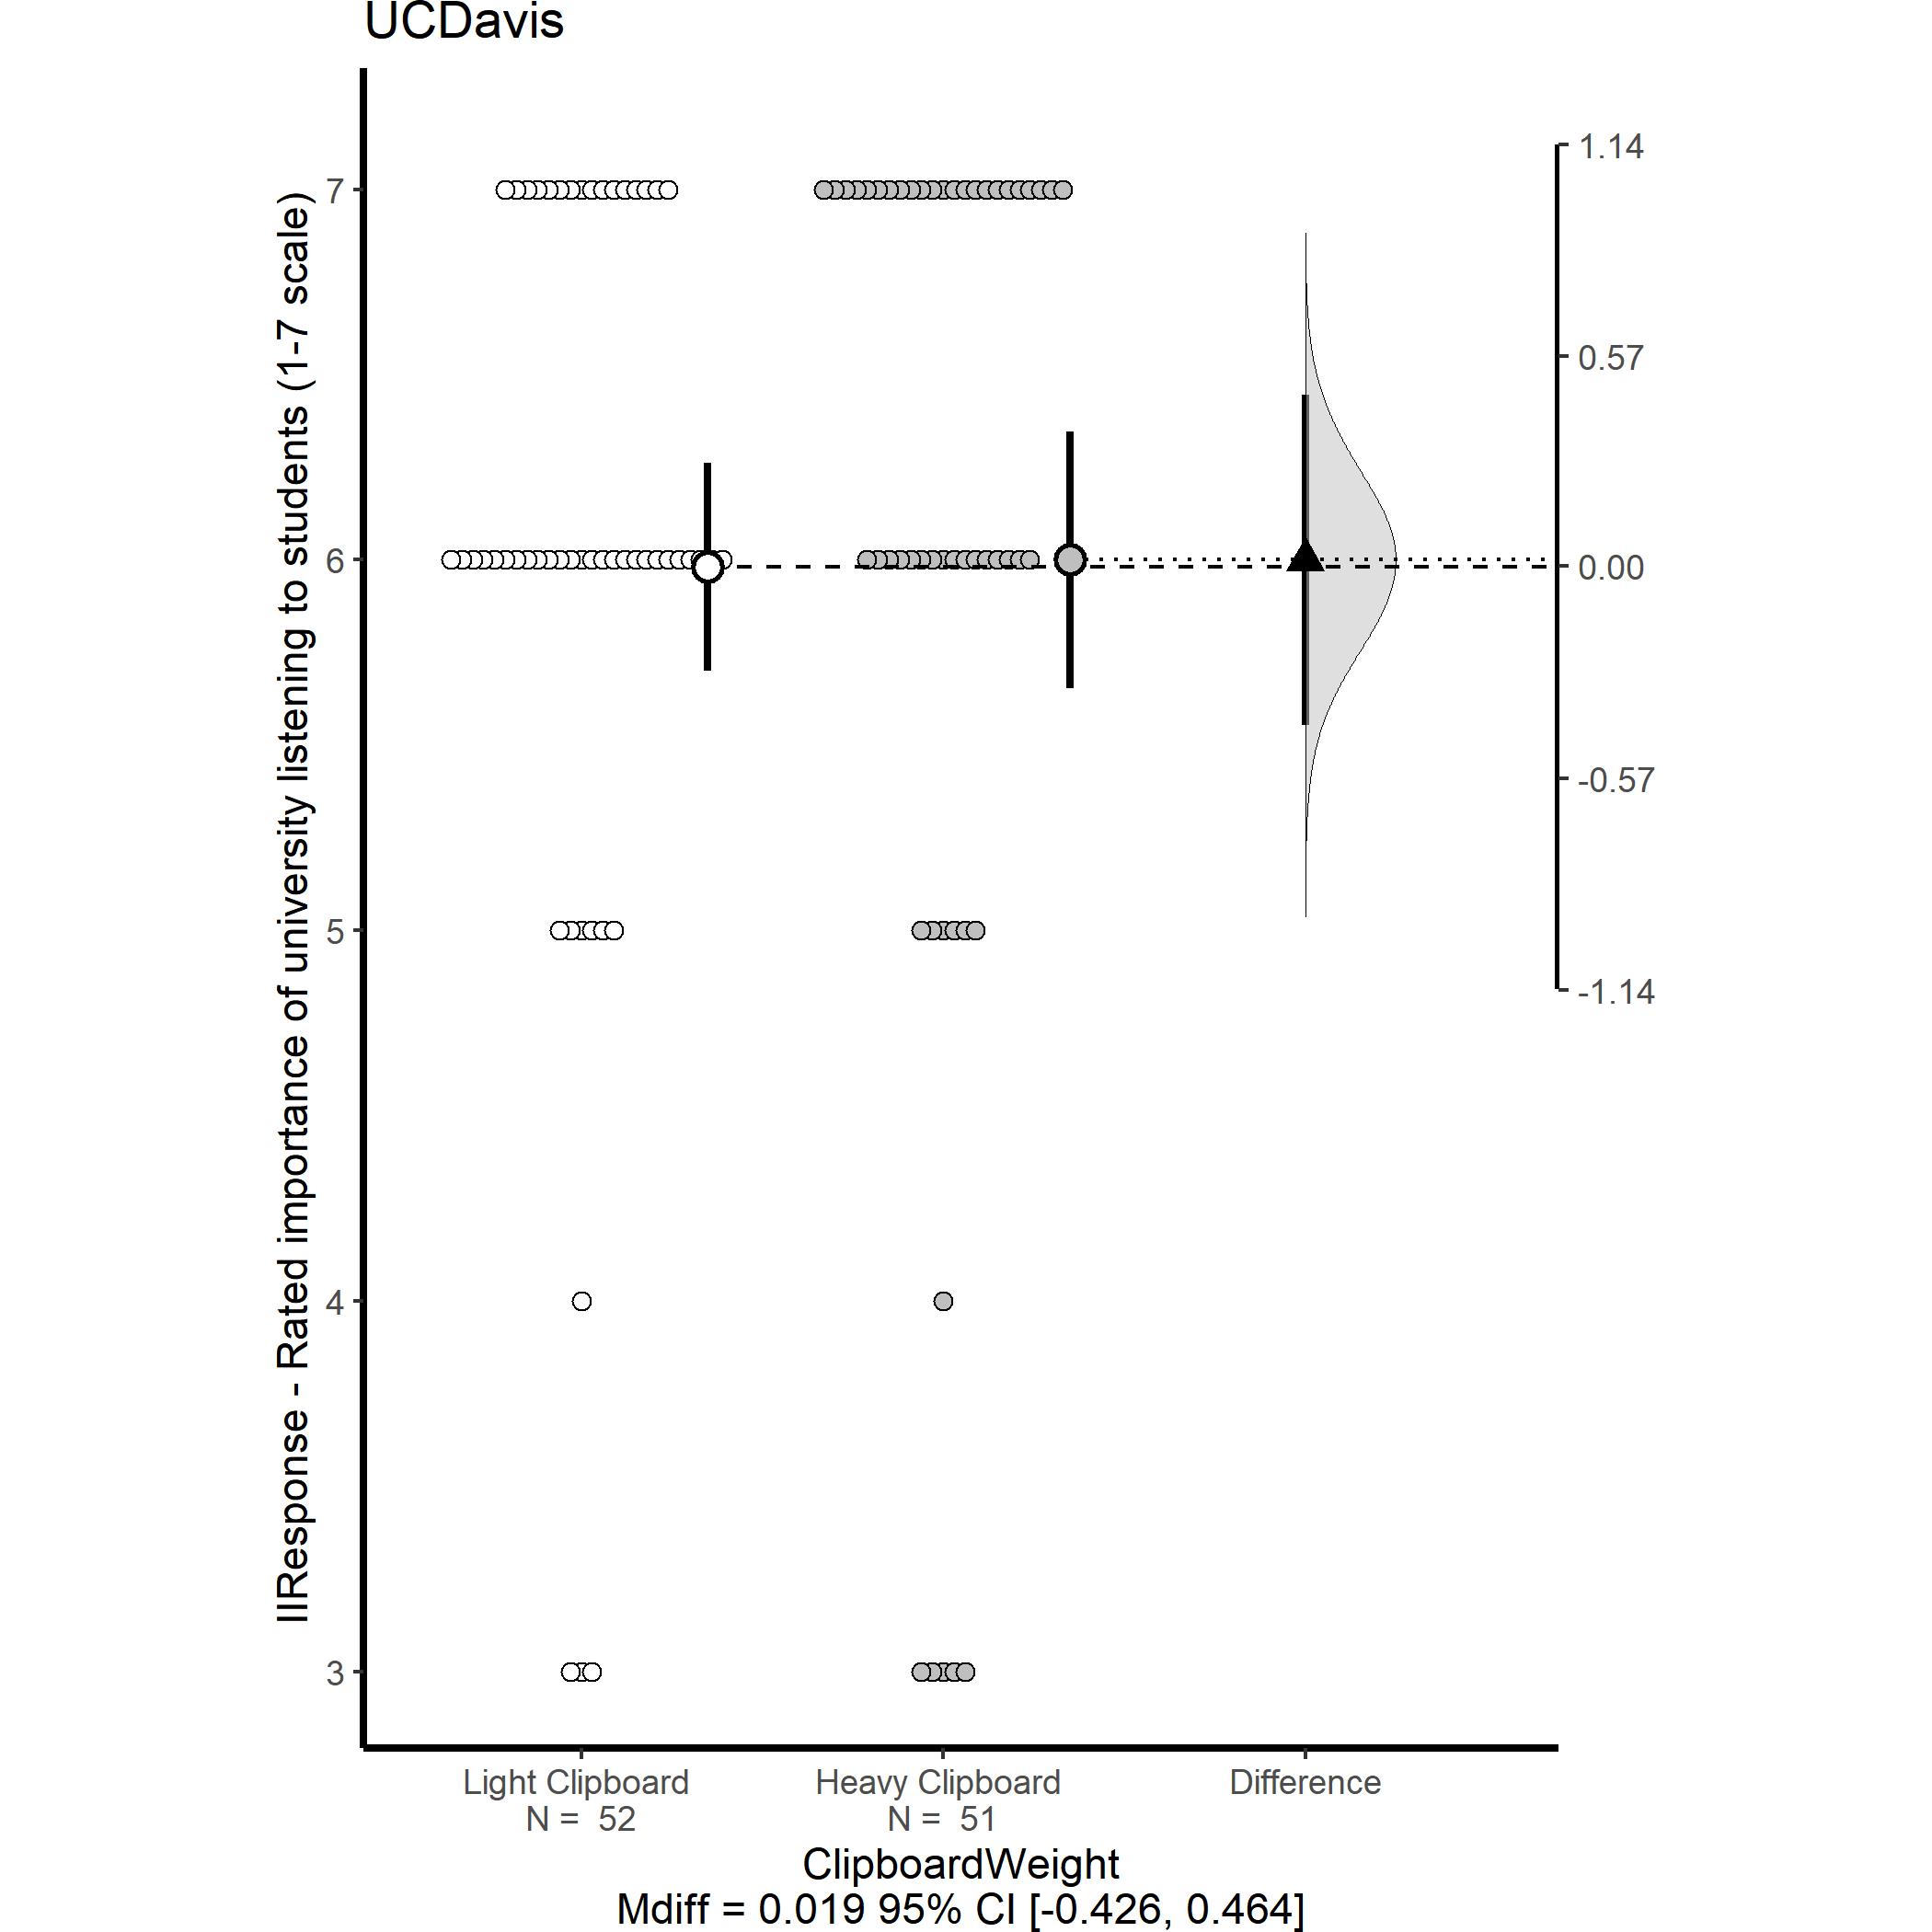 UCDavis
IIResponse - Rated importance of university listening to students (1-7 scale)
7
6
5
4
3
1.14
0.57
0.00
-0.57
-1.14
Light Clipboard
N = 52
Heavy Clipboard
N = 51
Difference
ClipboardWeight
Mdiff = 0.019 95% CI [-0.426, 0.464]